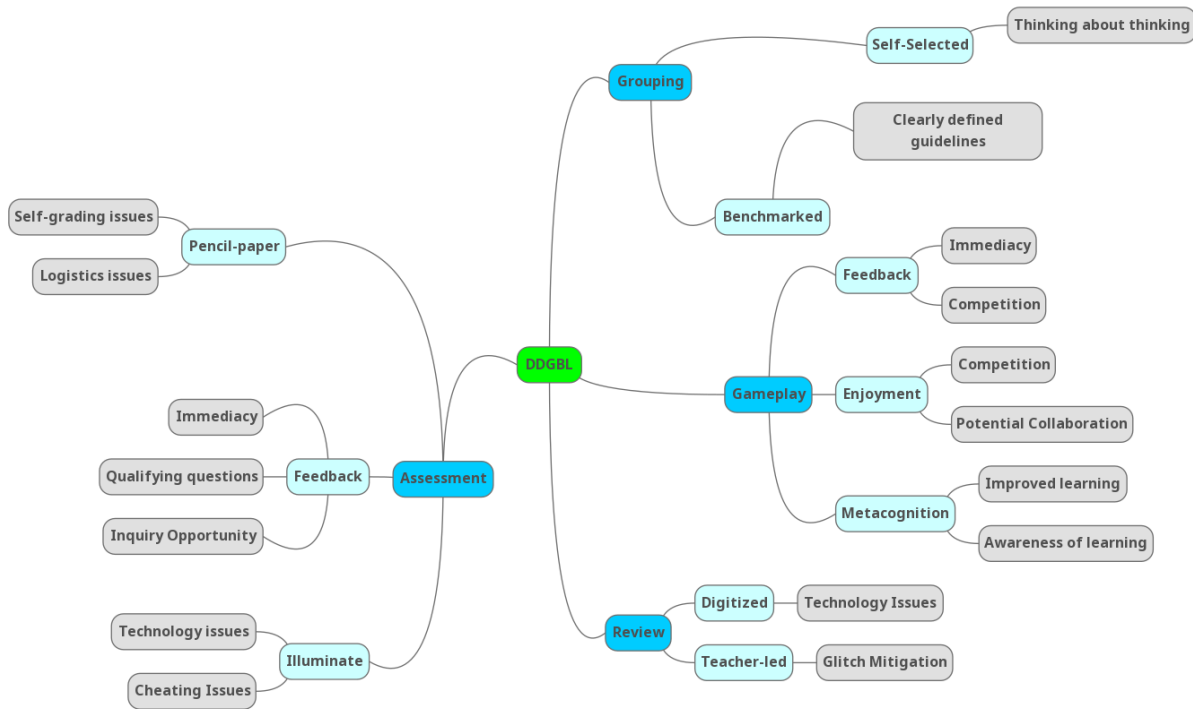 Thinking about thinking
Self-Selected
Grouping
Clearly defined
guidelines
Benchmarked
Self-grading issues
Pencil-paper
Logistics issues
Immediacy
Feedback
Competition
DDGBL
Competition
Gameplay
Enjoyment
Potential Collaboration
Immediacy
Qualifying questions
Feedback
Assessment
Inquiry Opportunity
Improved learning
Metacognition
Awareness of learning
Digitized
Technology Issues
Review
Teacher-led
Glitch Mitigation
Technology issues
Illuminate
Cheating Issues